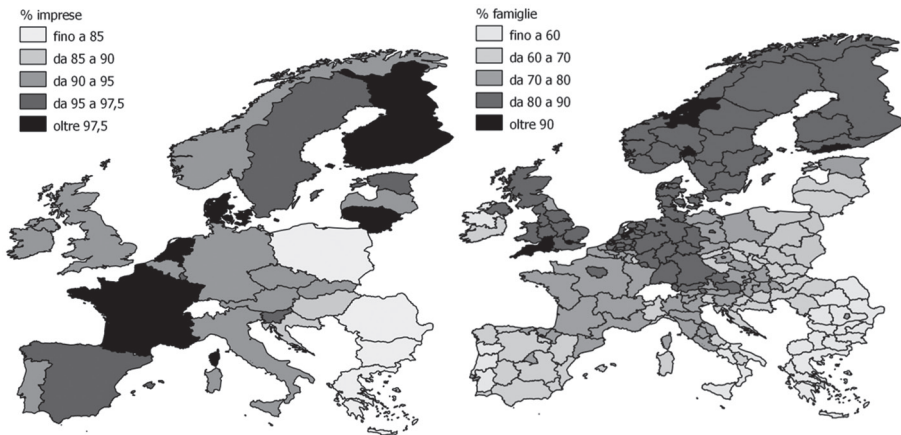 % imprese
fino a 85
da 85 a 90
da 90 a 95
da 95 a 97,5
oltre 97,5
% famiglie
fino a 60
da 60 a 70
da 70 a 80
da 80 a 90
oltre 90